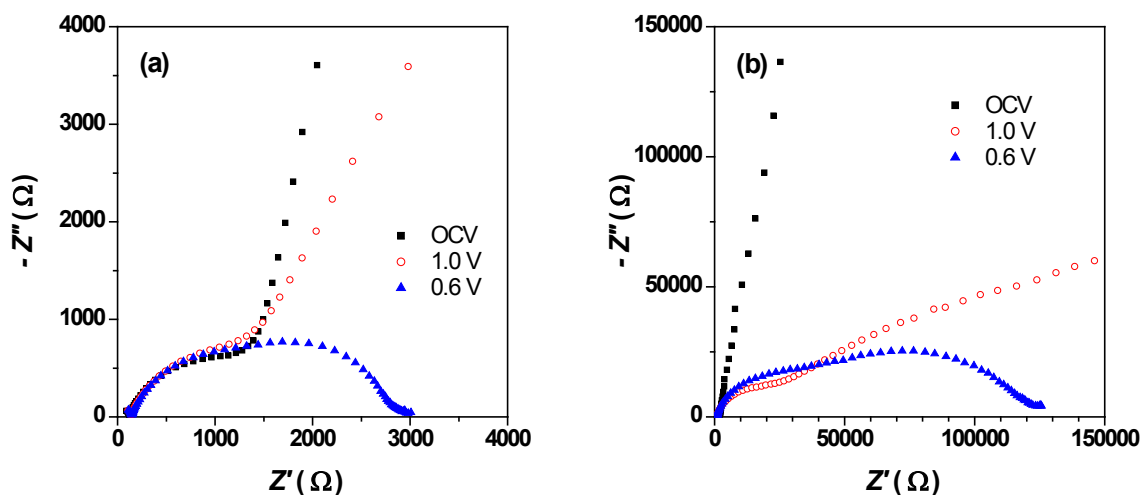 (a)
4000
3000
2000
1000
0
0 1000 2000 3000 4000
- Z″ ( Ω )
Z′ ( Ω )
OCV
1.0 V
0.6 V
(b)
150000
100000
50000
0
0 50000 100000 150000
- Z″ ( Ω )
Z′ ( Ω )
OCV
1.0 V
0.6 V